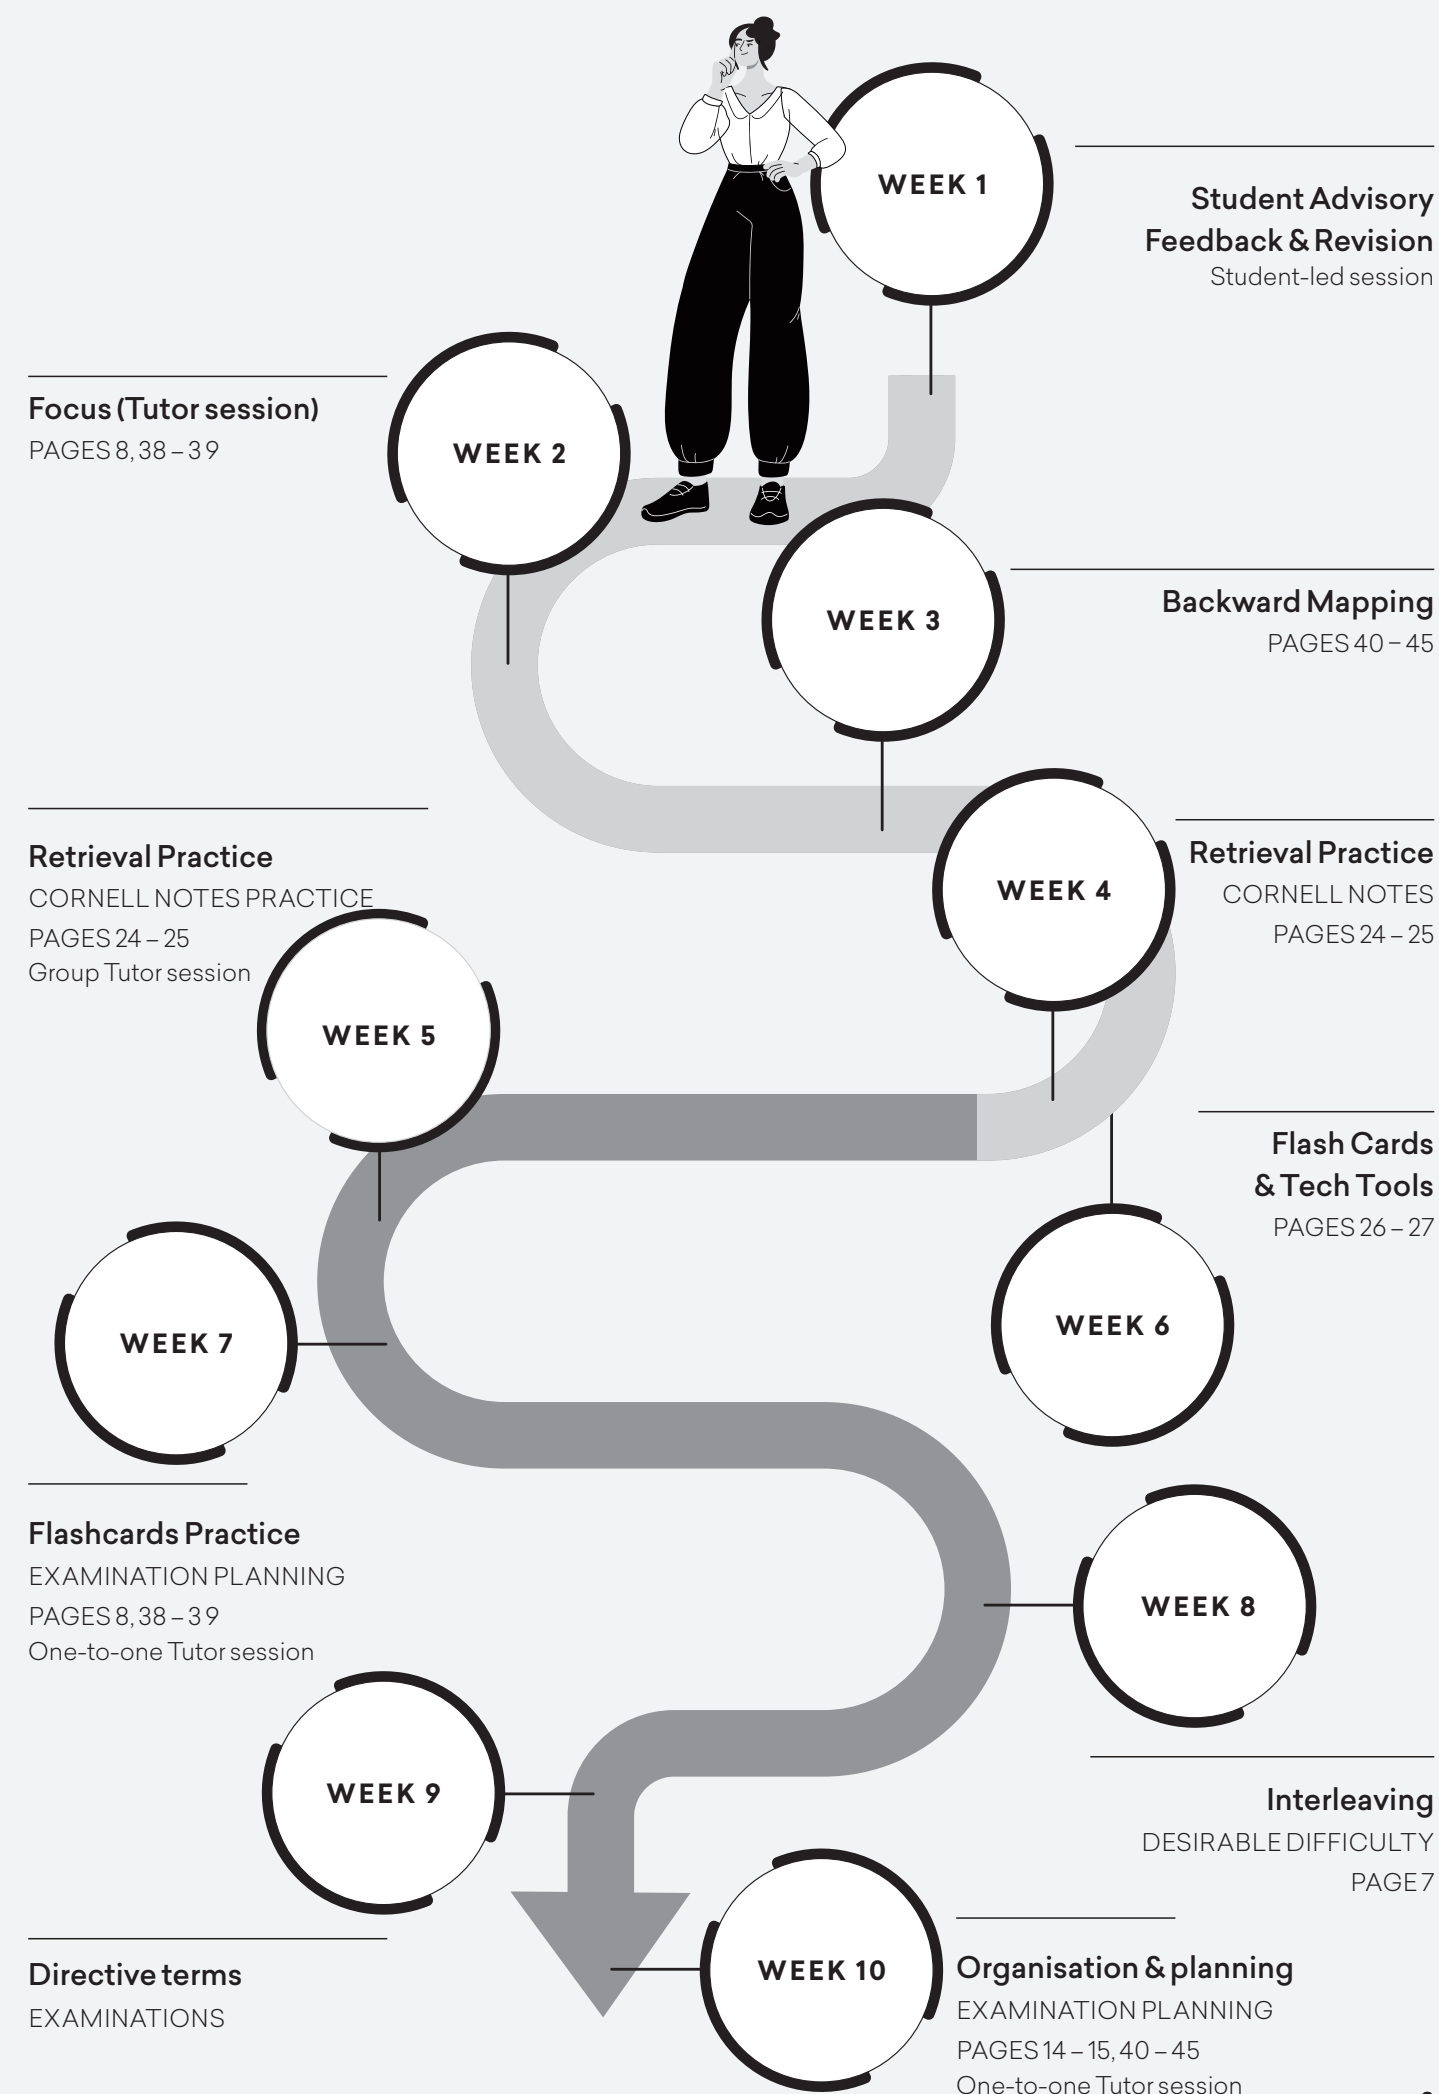 WEEK 1
Student Advisory
Feedback & Revision
Student-led session
WEEK 2
Focus (Tutor session)
PAGES 8, 38 – 39
WEEK 3
Backward Mapping
PAGES 40 – 45
WEEK 4
Retrieval Practice
CORNELL NOTES
PAGES 24 – 25
Retrieval Practice
CORNELL NOTES PRACTICE
PAGES 24 – 25
Group Tutor session
WEEK 5
Flash Cards
& Tech Tools
PAGES 26 – 27
WEEK 6
WEEK 7
Flashcards Practice
EXAMINATION PLANNING
PAGES 8, 38 – 39
One-to-one Tutor session
WEEK 8
Interleaving
DESIRABLE DIFFICULTY
PAGE 7
WEEK 9
Directive terms
EXAMINATIONS
WEEK 10
Organisation & planning
EXAMINATION PLANNING
PAGES 14 – 15, 40 – 45
One-to-one Tutor session